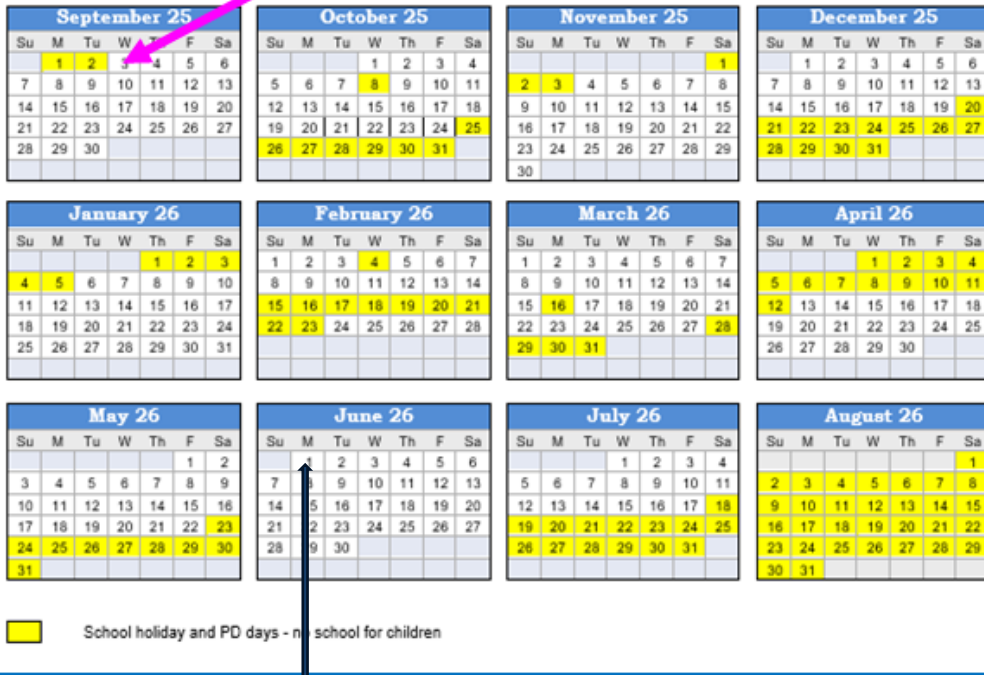 September 25
Su M Tu W Th F Sa
1 2 3 4 5 6
7 8 9 10 11 12 13
14 15 16 17 18 19 20
21 22 23 24 25 26 27
28 29 30
October 25
Su M Tu W Th F Sa
1 2 3 4
5 6 7 8 9 10 11
12 13 14 15 16 17 18
19 20 21 22 23 24 25
26 27 28 29 30 31
November 25
Su M Tu W Th F Sa
1
2 3 4 5 6 7 8
9 10 11 12 13 14 15
16 17 18 19 20 21 22
23 24 25 26 27 28 29
30
December 25
Su M Tu W Th F Sa
1 2 3 4 5 6
7 8 9 10 11 12 13
14 15 16 17 18 19 20
21 22 23 24 25 26 27
28 29 30 31
January 26
Su M Tu W Th F Sa
1 2 3
4 5 6 7 8 9 10
11 12 13 14 15 16 17
18 19 20 21 22 23 24
25 26 27 28 29 30 31
February 26
Su M Tu W Th F Sa
1 2 3 4 5 6 7
8 9 10 11 12 13 14
15 16 17 18 19 20 21
22 23 24 25 26 27 28
March 26
Su M Tu W Th F Sa
1 2 3 4 5 6 7
8 9 10 11 12 13 14
15 16 17 18 19 20 21
22 23 24 25 26 27 28
29 30 31
April 26
Su M Tu W Th F Sa
1 2 3 4
5 6 7 8 9 10 11
12 13 14 15 16 17 18
19 20 21 22 23 24 25
26 27 28 29 30
May 26
Su M Tu W Th F Sa
1 2
3 4 5 6 7 8 9
10 11 12 13 14 15 16
17 18 19 20 21 22 23
24 25 26 27 28 29 30
31
June 26
Su M Tu W Th F Sa
1 2 3 4 5 6
7 9 10 11 12 13
14 16 17 18 19 20
21 23 24 25 26 27
28 30
July 26
Su M Tu W Th F Sa
1 2 3 4
5 6 7 8 9 10 11
12 13 14 15 16 17 18
19 20 21 22 23 24 25
26 27 28 29 30 31
August 26
Su M Tu W Th F Sa
1
2 3 4 5 6 7 8
9 10 11 12 13 14 15
16 17 18 19 20 21 22
23 24 25 26 27 28 29
30 31
School holiday and PD days - no school for children